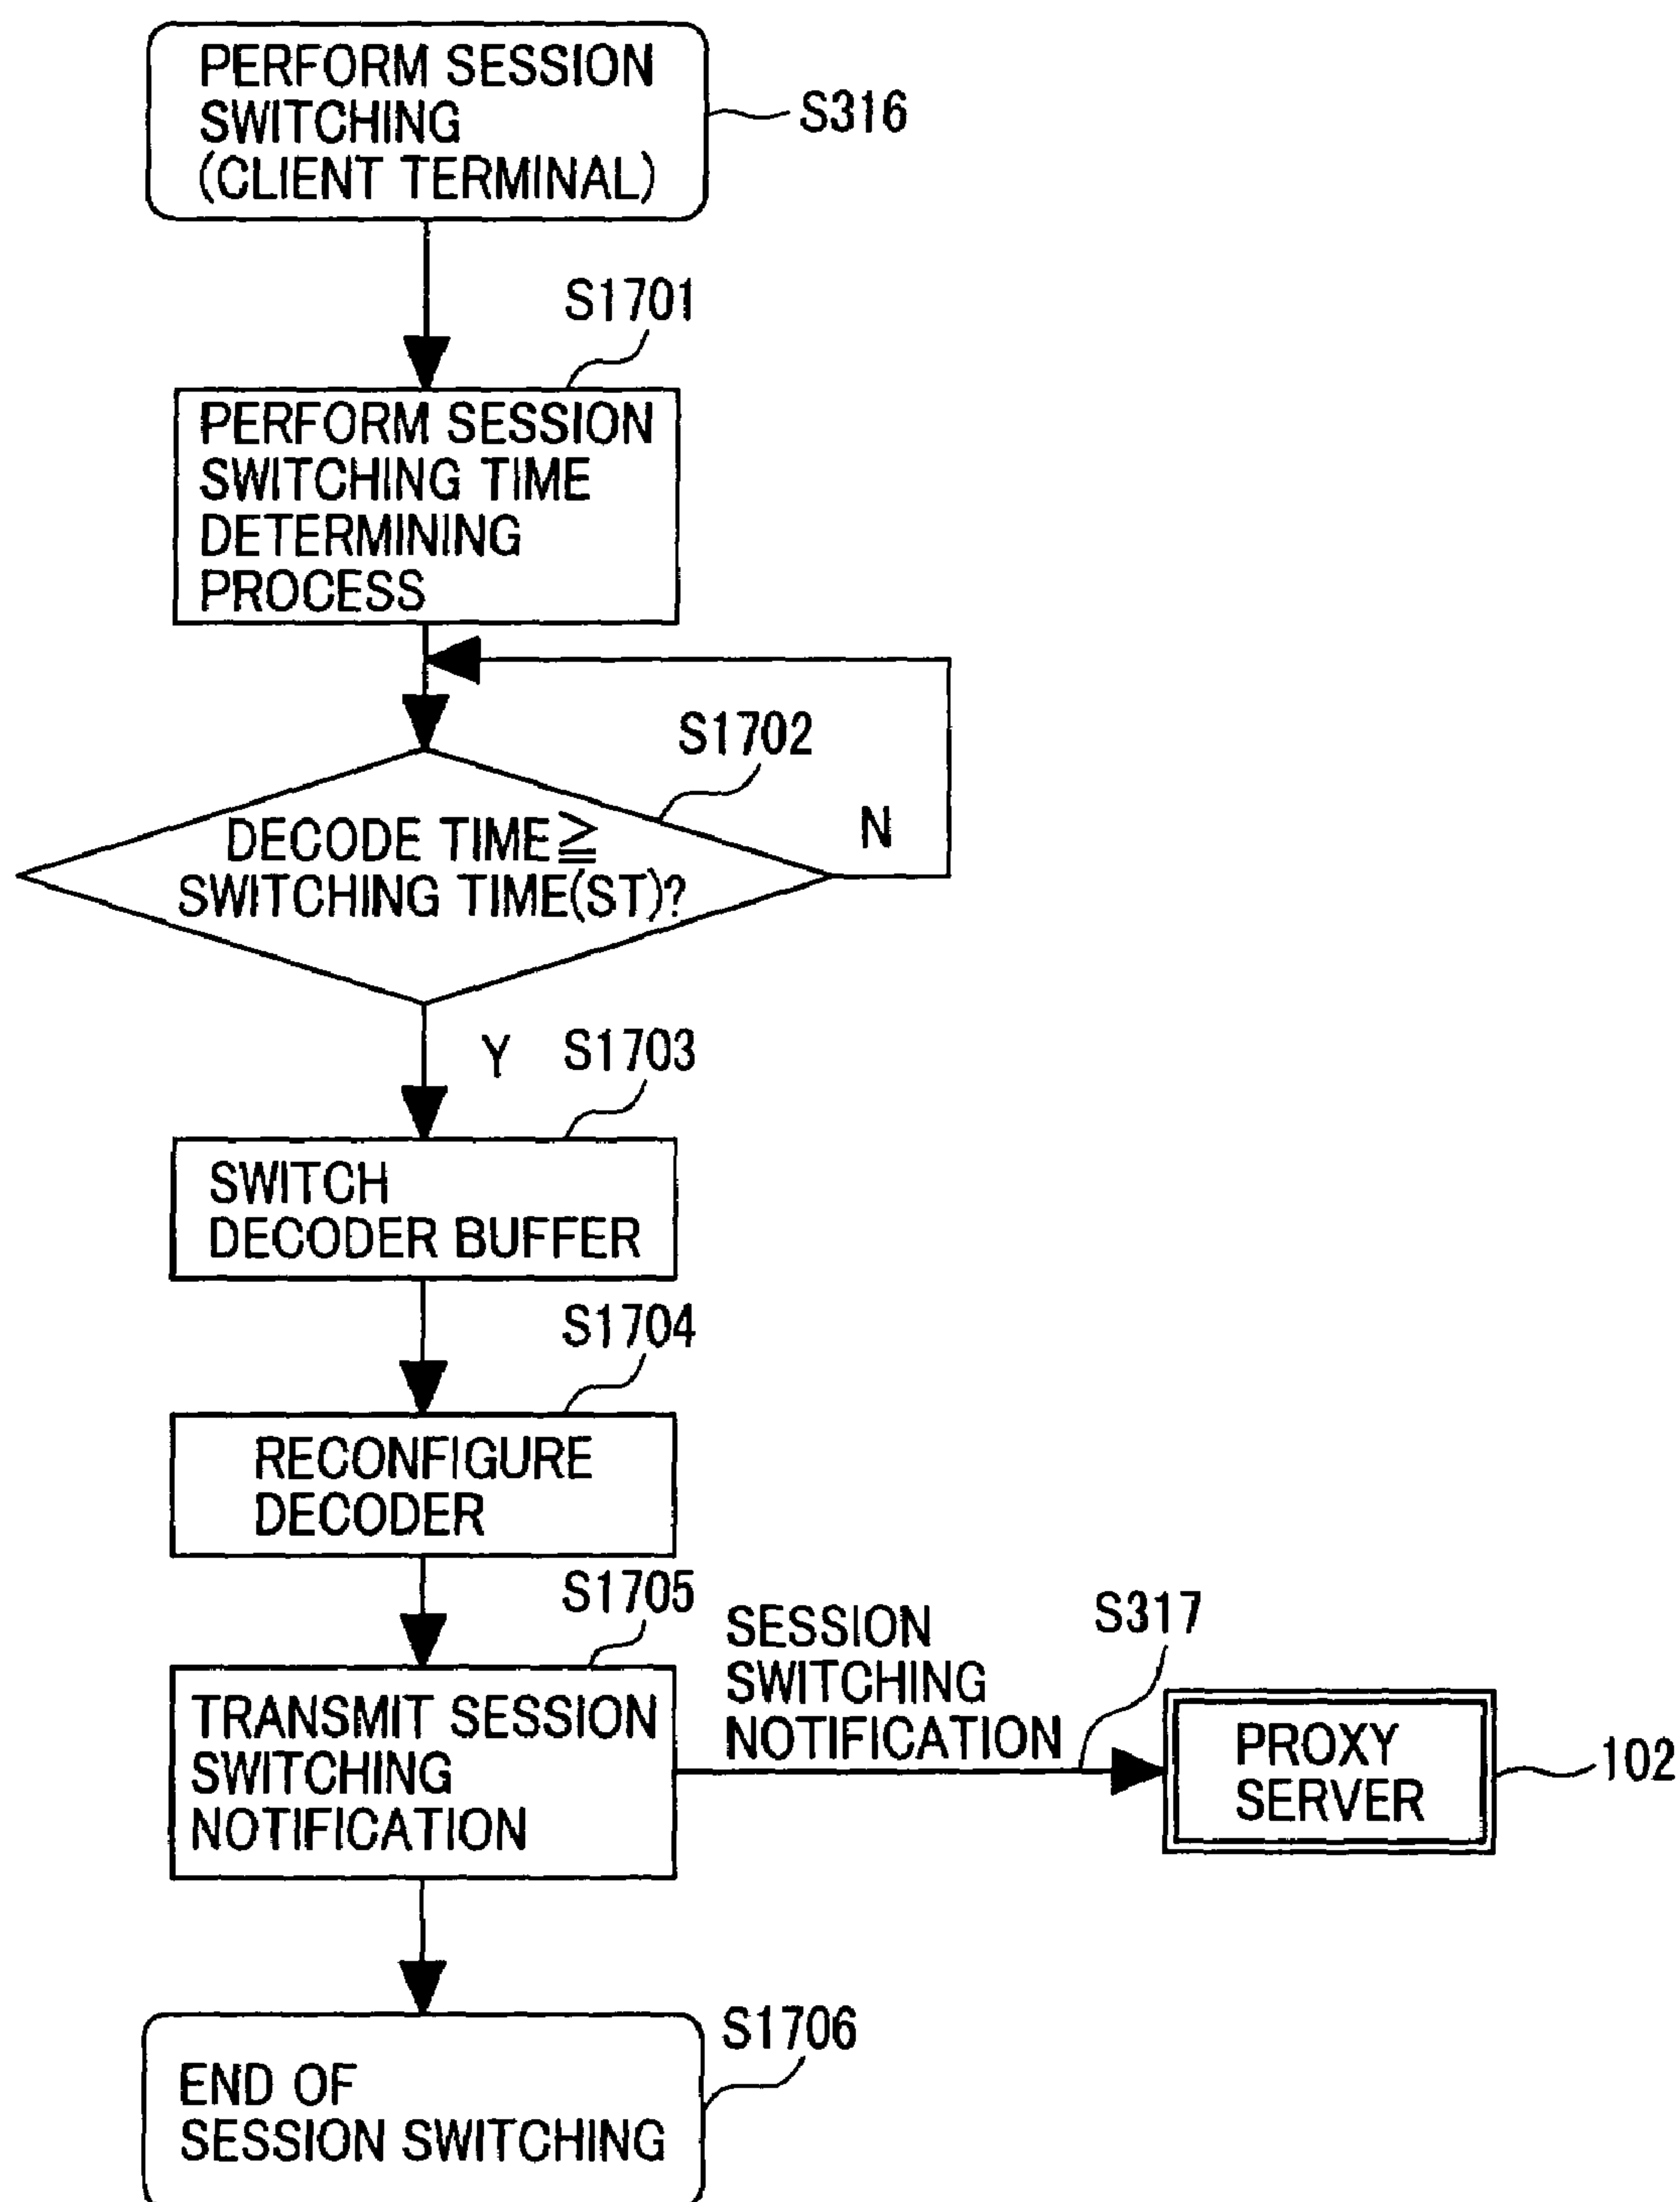 PERFORM SESSION
SWITCHING
(CLIENT TERMINAL)
S316
S1701
PERFORM SESSION
SWITCHING TIME
DETERMINING
PROCESS
S1702
DECODE TIME≧
SWITCHING TIME(ST)?
N
Y
S1703
SWITCH
DECODER BUFFER
S1704
RECONFIGURE
DECODER
S1705
TRANSMIT SESSION
SWITCHING
NOTIFICATION
SESSION
SWITCHING
NOTIFICATION
S317
PROXY
SERVER
102
S1706
END OF
SESSION SWITCHING